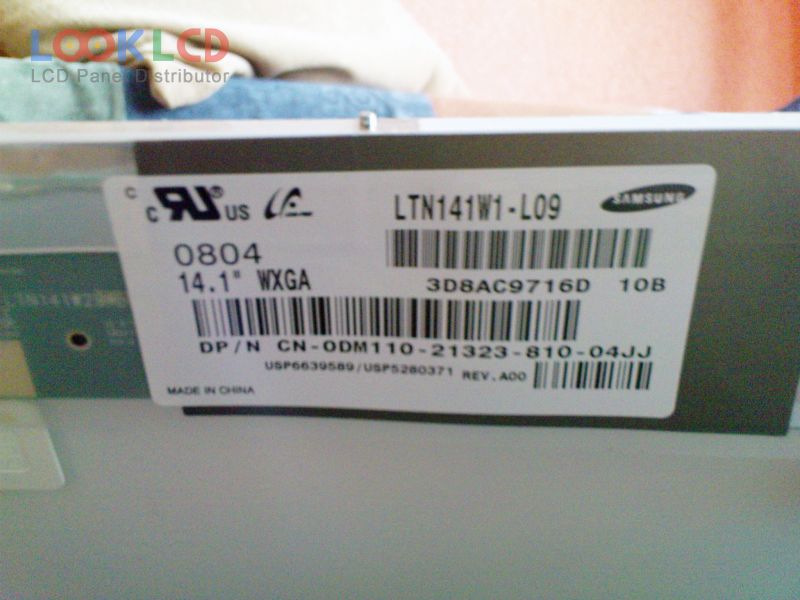 LOOKLCD
LCD Panel Distributor
C
C RU® US
LTN141W1-L09
SAMSUNG
0804
14.1" WXGA
3D8AC9716D 10B
DP/N CN-0DM110-21323-810-04JJ
USP6639589/USP5280371 REV.A00
MADE IN CHINA